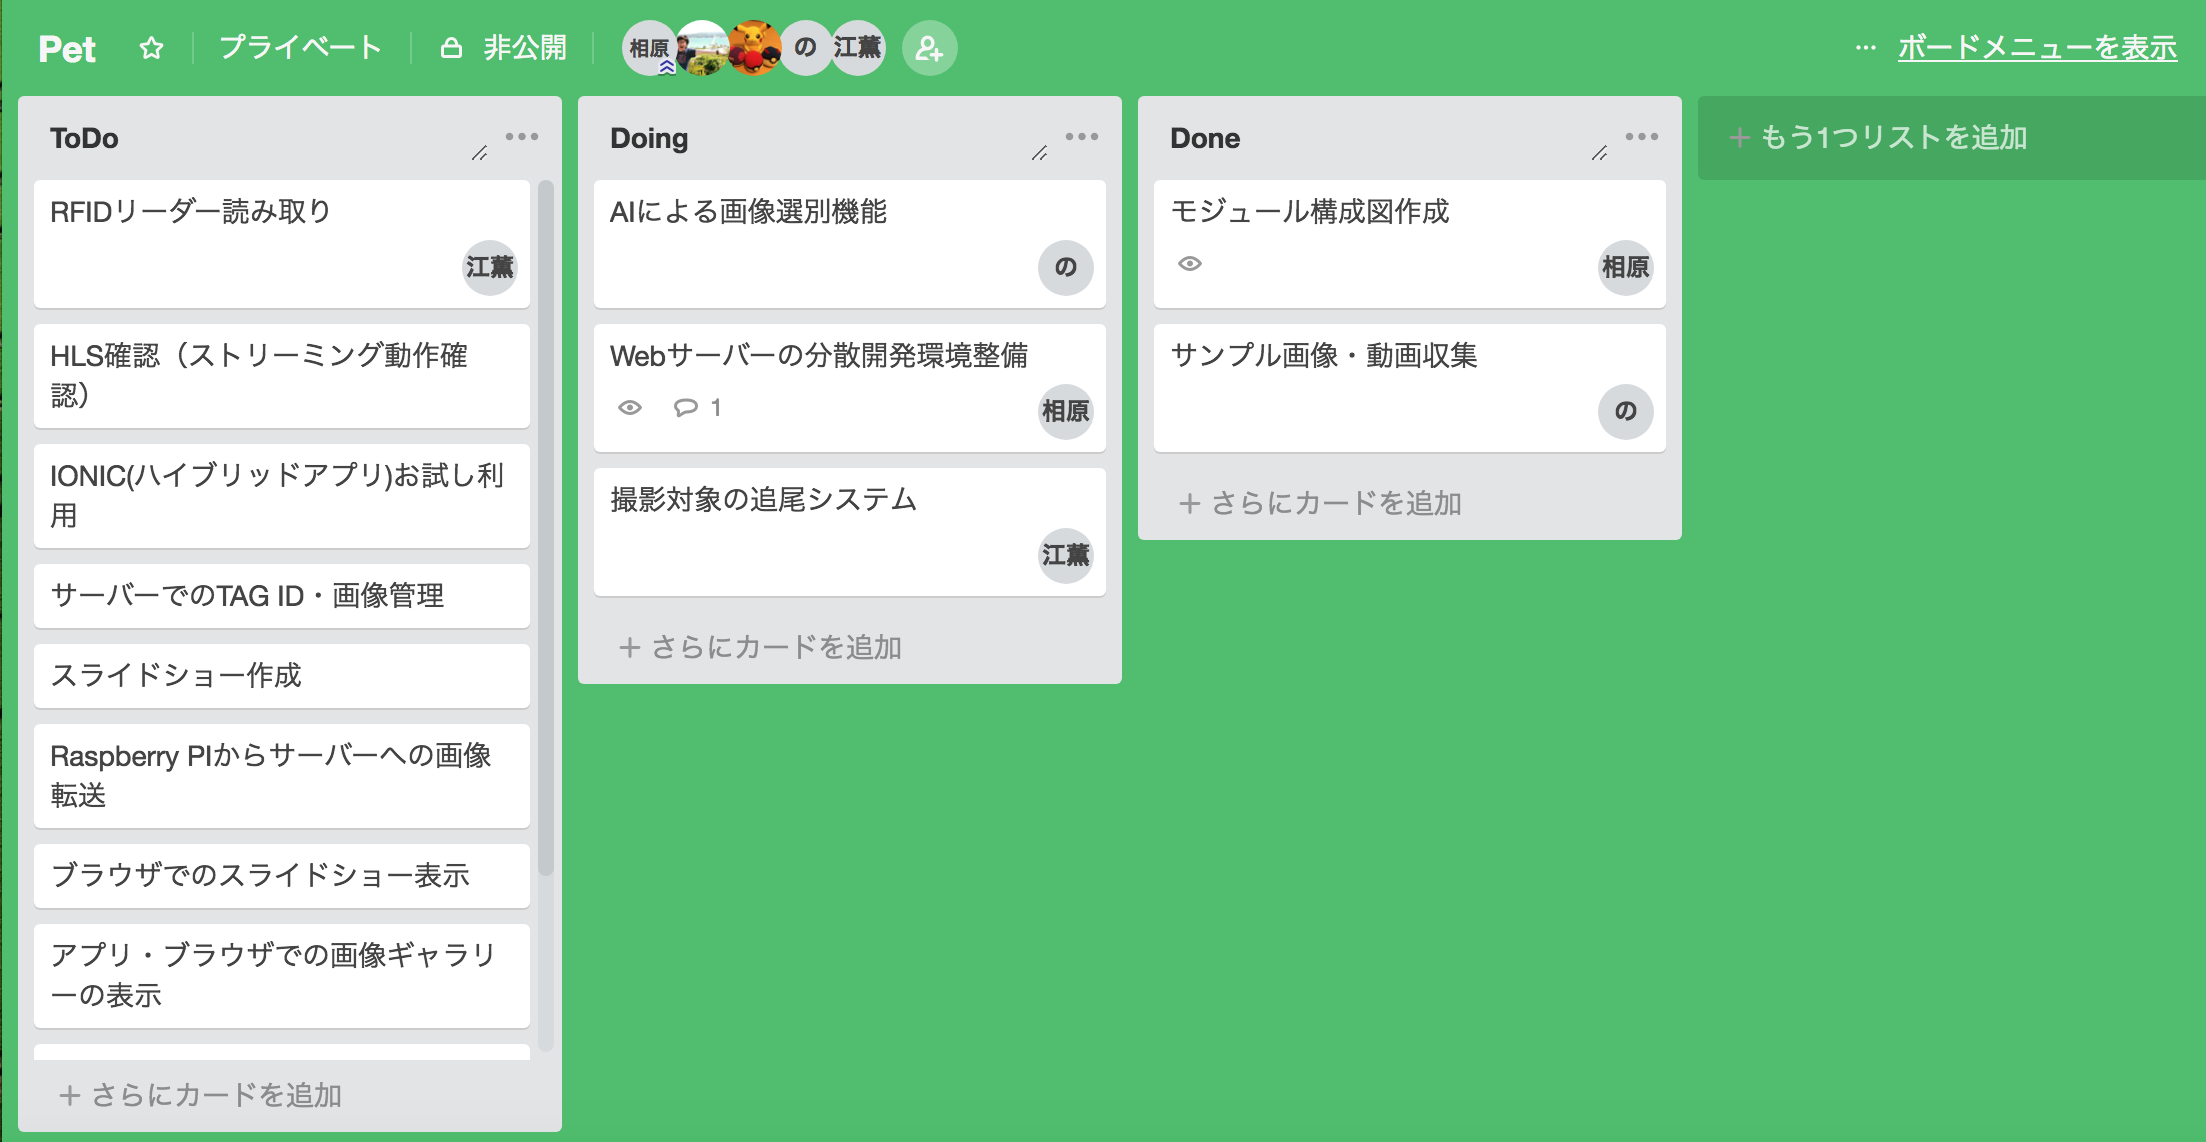 Pet
プライベート
非公開
相原
の
江薫
ボードメニューを表示
ToDo
RFIDリーダー読み取り
江薫
HLS確認（ストリーミング動作確
認）
IONIC(ハイブリッドアプリ)お試し利
用
サーバーでのTAG ID・画像管理
スライドショー作成
Raspberry PIからサーバーへの画像
転送
ブラウザでのスライドショー表示
アプリ・ブラウザでの画像ギャラリ
ーの表示
+ さらにカードを追加
Doing
AIによる画像選別機能
の
Webサーバーの分散開発環境整備
1
相原
撮影対象の追尾システム
江薫
+ さらにカードを追加
Done
モジュール構成図作成
相原
サンプル画像・動画収集
の
+ さらにカードを追加
+ もう1つリストを追加